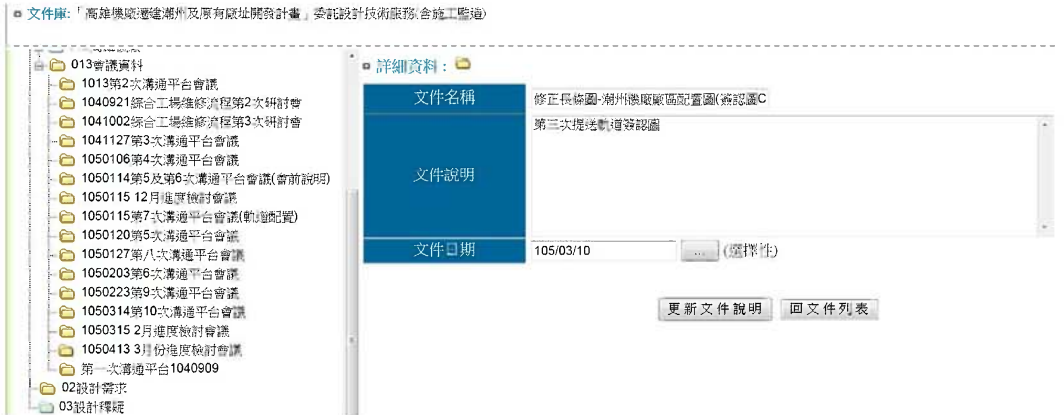 文件庫:「高雄機廠遷建潮州及原有廠址開發計畫」委託設計技術服務(含施工監造)
013會議資料
1013第2次溝通平台會議
1040921綜合工場維修流程第2次研討會
1041002綜合工場維修流程第3次研討會
1041127第3次溝通平台會議
1050106第4次溝通平台會議
1050114第5及第6次溝通平台會議(會前說明)
1050115 12月進度檢討會議
1050115第7次溝通平台會議(軌道配置)
1050120第5次溝通平台會議
1050127第八次溝通平台會議
1050203第6次溝通平台會議
1050223第9次溝通平台會議
1050314第10次溝通平台會議
1050315 2月進度檢討會議
1050413 3月份進度檢討會議
第一次溝通平台1040909
02設計需求
03設計釋疑
詳細資料:
文件名稱 修正長條圖-潮州機廠廠區配置圖(簽認圖C
文件說明 第三次提送軌道簽認圖
文件日期 105/03/10 ... (選擇性)
更新文件說明 回文件列表